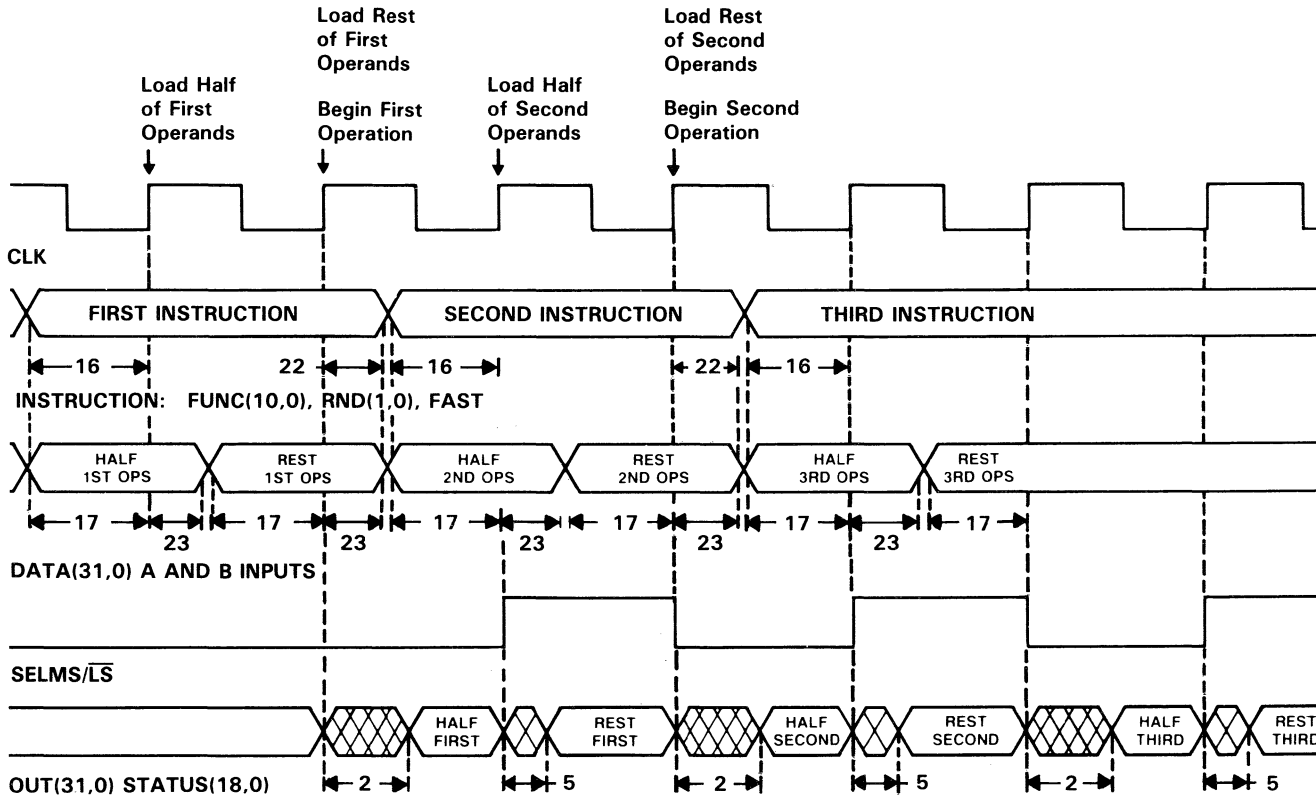 Load Rest
of First
Operands
Load Rest
of Second
Operands
Load Half
of First
Operands
Begin First
Operation
Load Half
of Second
Operands
Begin Second
Operation
CLK
FIRST INSTRUCTION
SECOND INSTRUCTION
THIRD INSTRUCTION
16
22
16
22
16
INSTRUCTION: FUNC(10,0), RND(1,0), FAST
HALF
1ST OPS
REST
1ST OPS
HALF
2ND OPS
REST
2ND OPS
HALF
3RD OPS
REST
3RD OPS
17
23
17
23
17
23
17
23
17
23
17
DATA(31,0) A AND B INPUTS
SELMS/LS
HALF
FIRST
REST
FIRST
HALF
SECOND
REST
SECOND
HALF
THIRD
REST
THIRD
OUT(31,0) STATUS(18,0)
2
5
2
5
2
5